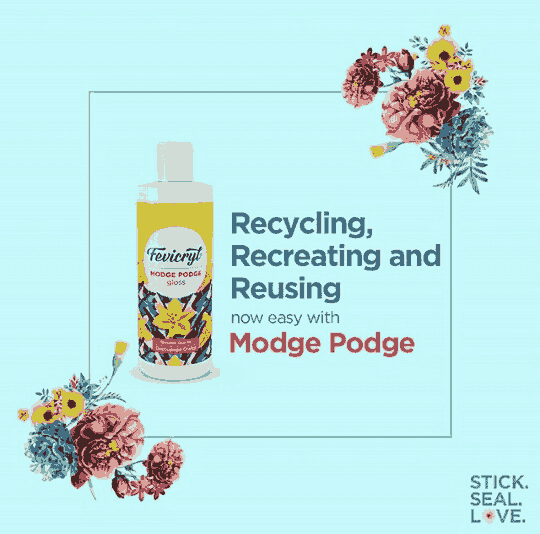 Fevicryl
MODGE PODGE
gloss
Recycling,
Recreating and
Reusing
now easy with
Modge Podge
STICK.
SEAL.
LOVE.